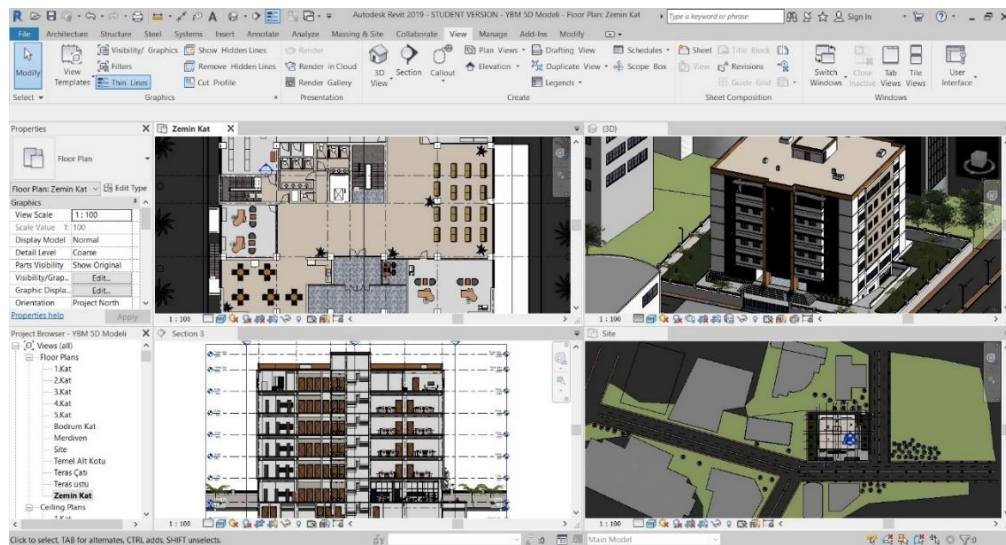 Autodesk Revit 2019 - STUDENT VERSION - YBM 5D Modeli - Floor Plan: Zemin Kat
Type a keyword or phrase
Sign In
File Architecture Structure Steel Systems Insert Annotate Analyze Massing & Site Collaborate View Manage Add-Ins Modify
Modify
View Templates
Visibility/ Graphics
Filters
Thin Lines
Show Hidden Lines
Remove Hidden Lines
Cut Profile
Render
Render in Cloud
Render Gallery
3D View
Section
Callout
Plan Views
Elevation
Drafting View
Duplicate View
Legends
Schedules
Scope Box
Sheet
View
Title Block
Revisions
Guide Grid
Switch Windows
Close Inactive
Tab Views
Tile Views
User Interface
Select
Graphics
Presentation
Create
Sheet Composition
Windows
Properties
Floor Plan
Floor Plan: Zemin Kat
Edit Type
Graphics
View Scale 1 : 100
Scale Value 1: 100
Display Model Normal
Detail Level Coarse
Parts Visibility Show Original
Visibility/Grap... Edit...
Graphic Displa... Edit...
Orientation Project North
Properties help
Apply
Project Browser - YBM 5D Modeli
Views (all)
Floor Plans
1.Kat
2.Kat
3.Kat
4.Kat
5.Kat
Bodrum Kat
Merdiven
Site
Temel Alt Kotu
Teras Çatı
Teras üstü
Zemin Kat
Ceiling Plans
1.Kat
Zemin Kat
1 : 100
{3D}
1 : 100
Section 3
1 : 100
Site
1 : 100
Click to select, TAB for alternates, CTRL adds, SHIFT unselects.
:0
Main Model
:0